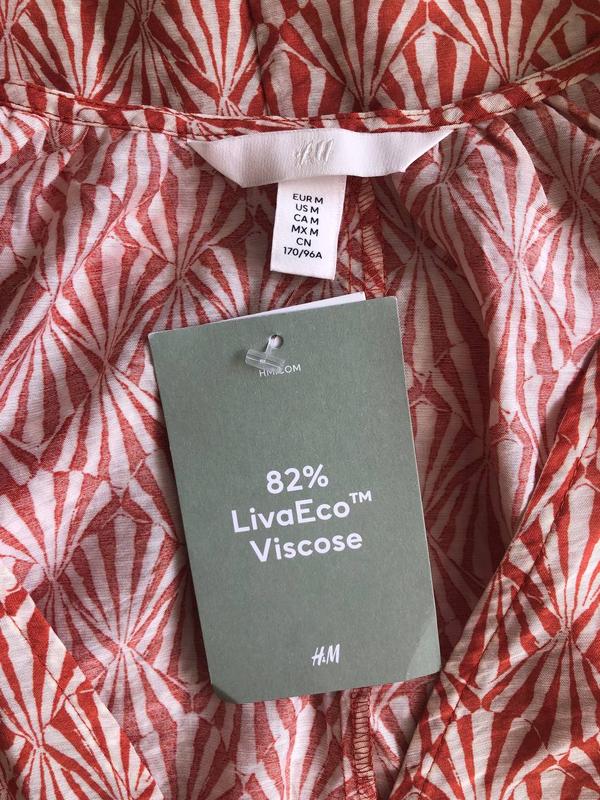 H&M
EUR M
US M
CA M
MX M
CN
170/96A
HM.COM
82%
LivaEco™
Viscose
H&M